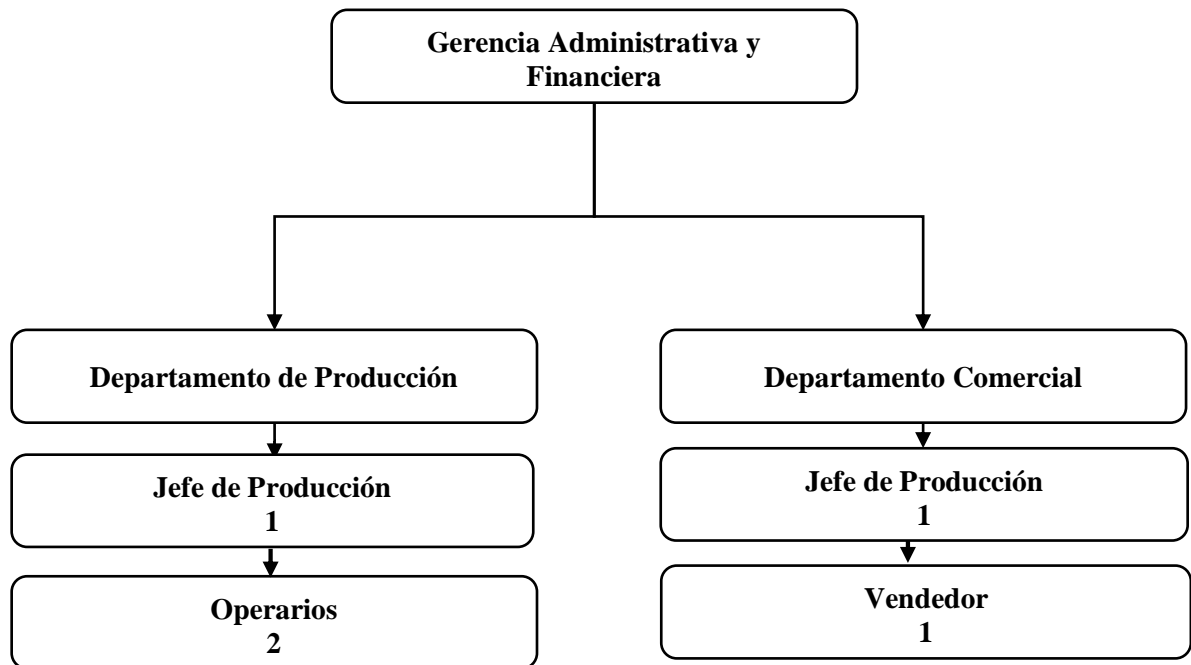 Gerencia Administrativa y
Financiera
Departamento de Producción
Departamento Comercial
Jefe de Producción
1
Jefe de Producción
1
Operarios
2
Vendedor
1